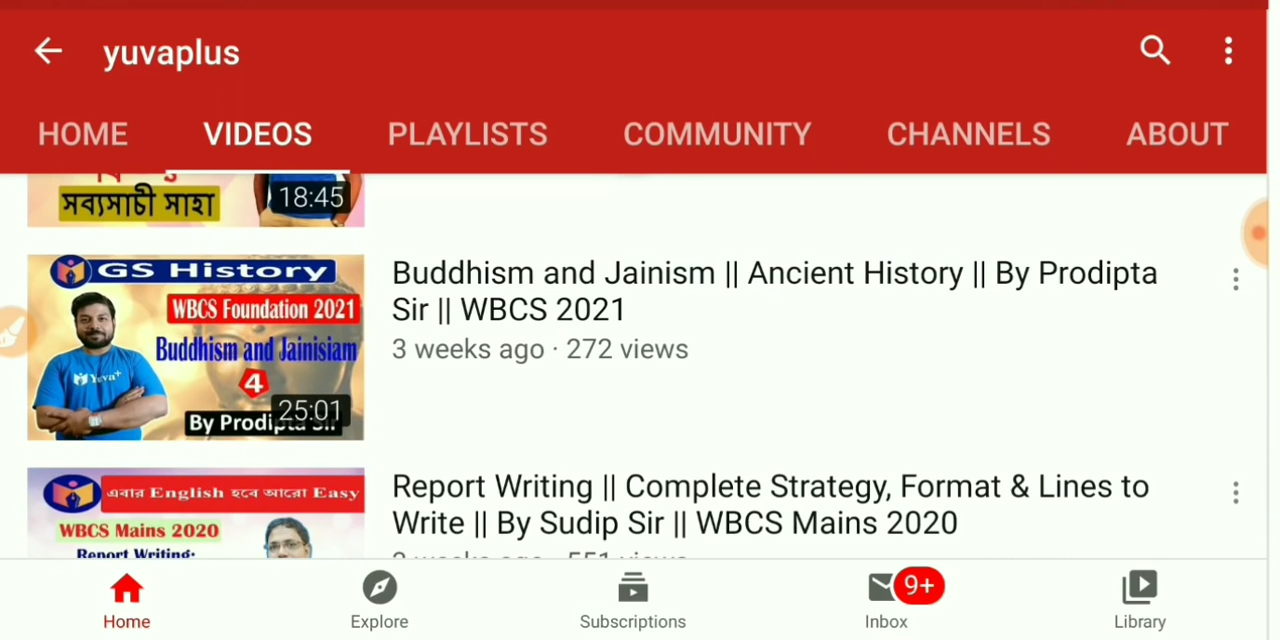 yuvaplus
HOME VIDEOS PLAYLISTS COMMUNITY CHANNELS ABOUT
সব্যসাচী সাহা
18:45
GS History
WBCS Foundation 2021
Buddhism and Jainisiam
4
Yuva+
25:01
By Prodipta Sir
Buddhism and Jainism || Ancient History || By Prodipta
Sir || WBCS 2021
3 weeks ago · 272 views
এবার English হবে আরো Easy
WBCS Mains 2020
Report Writing:
Report Writing || Complete Strategy, Format & Lines to
Write || By Sudip Sir || WBCS Mains 2020
weeks ago · 551 views
9+
Home Explore Subscriptions Inbox Library